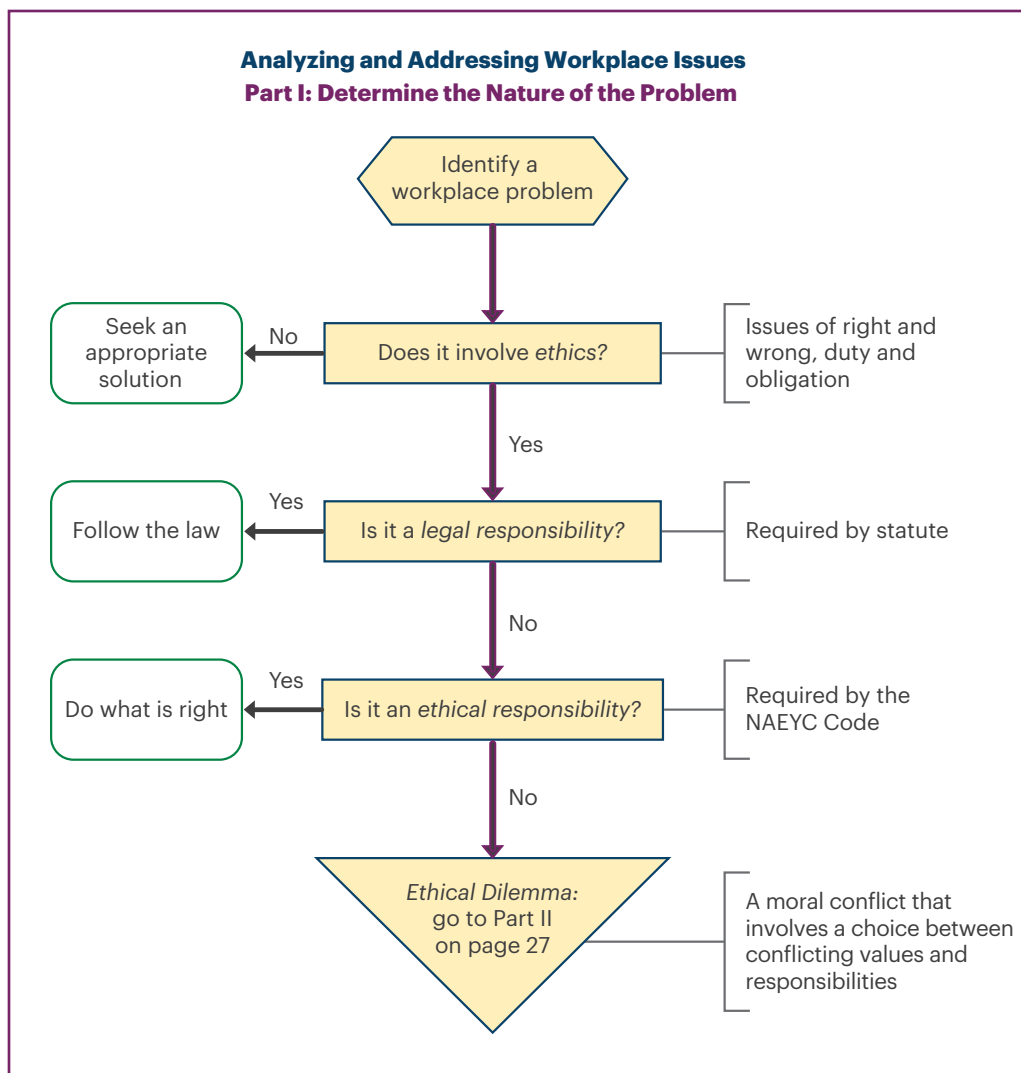 Analyzing and Addressing Workplace Issues
Part I: Determine the Nature of the Problem
Identify a
workplace problem
Seek an
appropriate
solution
No
Does it involve ethics?
Issues of right and
wrong, duty and
obligation
Yes
Follow the law
Yes
Is it a legal responsibility?
Required by statute
No
Do what is right
Yes
Is it an ethical responsibility?
Required by the
NAEYC Code
No
Ethical Dilemma:
go to Part II
on page 27
A moral conflict that
involves a choice between
conflicting values and
responsibilities